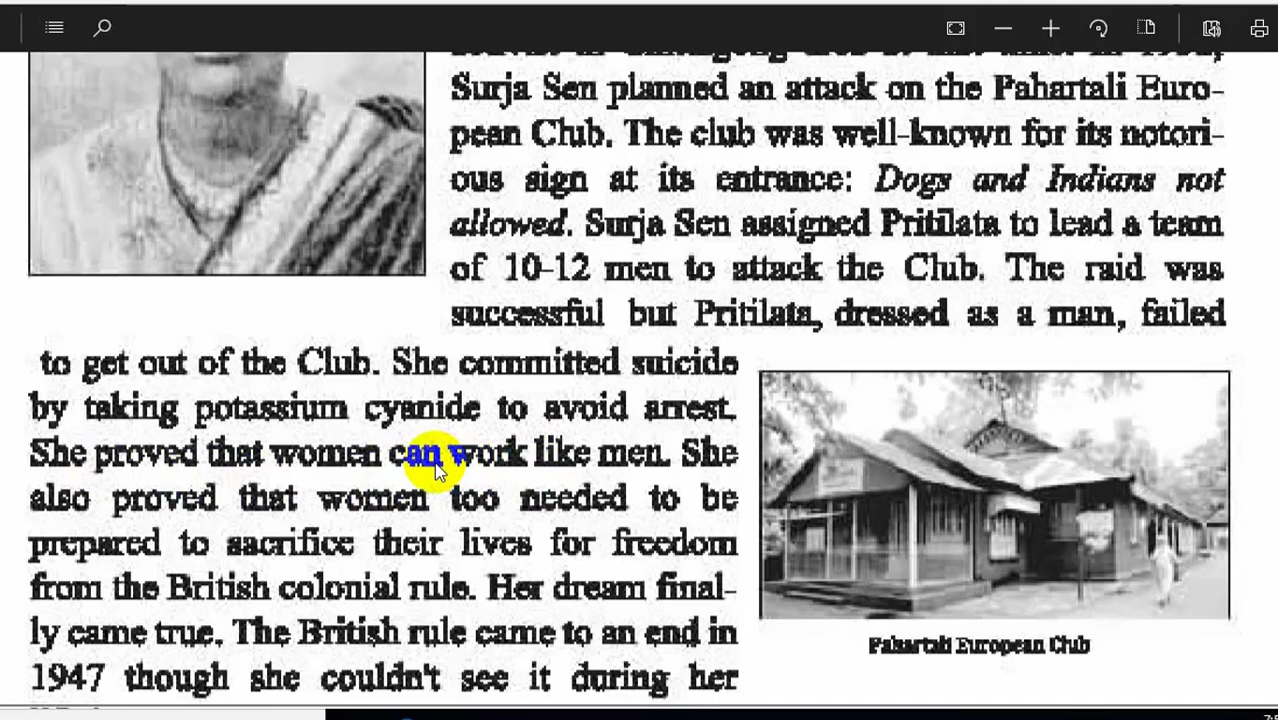 Surja Sen planned an attack on the Pahartali Euro-
pean Club. The club was well-known for its notori-
ous sign at its entrance: Dogs and Indians not
allowed. Surja Sen assigned Pritilata to lead a team
of 10-12 men to attack the Club. The raid was
successful but Pritilata, dressed as a man, failed
to get out of the Club. She committed suicide
by taking potassium cyanide to avoid arrest.
She proved that women can work like men. She
also proved that women too needed to be
prepared to sacrifice their lives for freedom
from the British colonial rule. Her dream final-
ly came true. The British rule came to an end in
1947 though she couldn't see it during her
Pahartali European Club